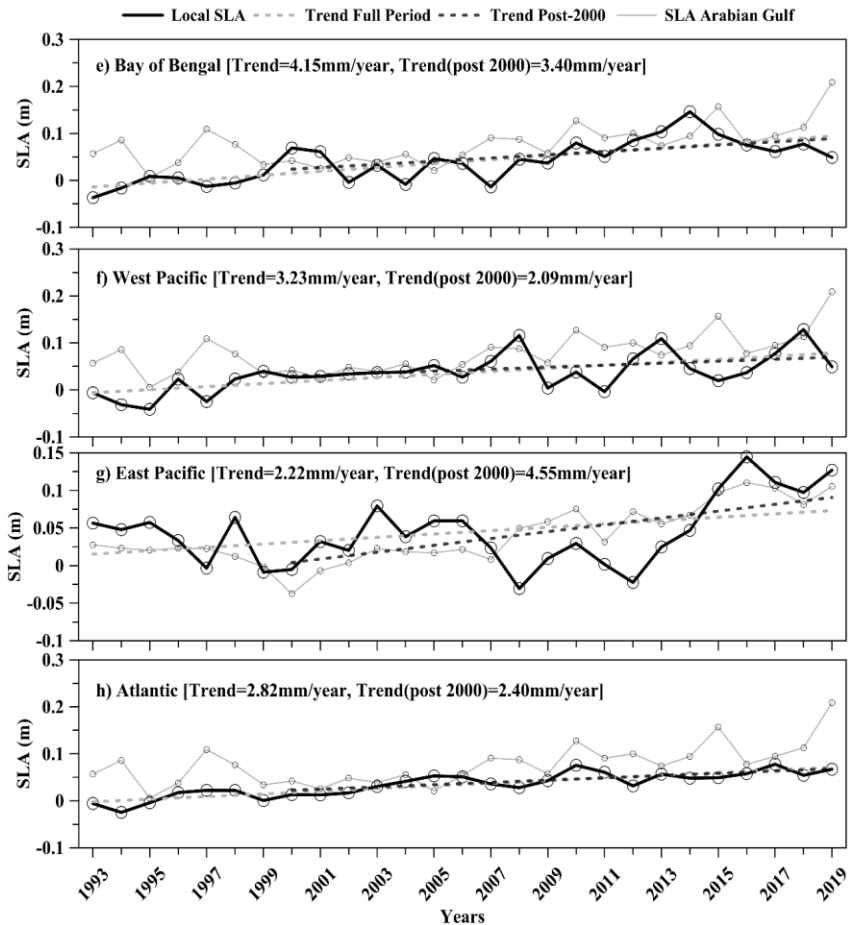 Local SLA Trend Full Period Trend Post-2000 SLA Arabian Gulf
0.3
e) Bay of Bengal [Trend=4.15mm/year, Trend(post 2000)=3.40mm/year]
0.2
SLA (m)
0.1
0
-0.1
0.3
f) West Pacific [Trend=3.23mm/year, Trend(post 2000)=2.09mm/year]
0.2
SLA (m)
0.1
0
-0.1
0.15
g) East Pacific [Trend=2.22mm/year, Trend(post 2000)=4.55mm/year]
0.1
SLA (m)
0.05
0
-0.05
-0.1
0.3
h) Atlantic [Trend=2.82mm/year, Trend(post 2000)=2.40mm/year]
0.2
SLA (m)
0.1
0
-0.1
1993 1995 1997 1999 2001 2003 2005 2007 2009 2011 2013 2015 2017 2019
Years